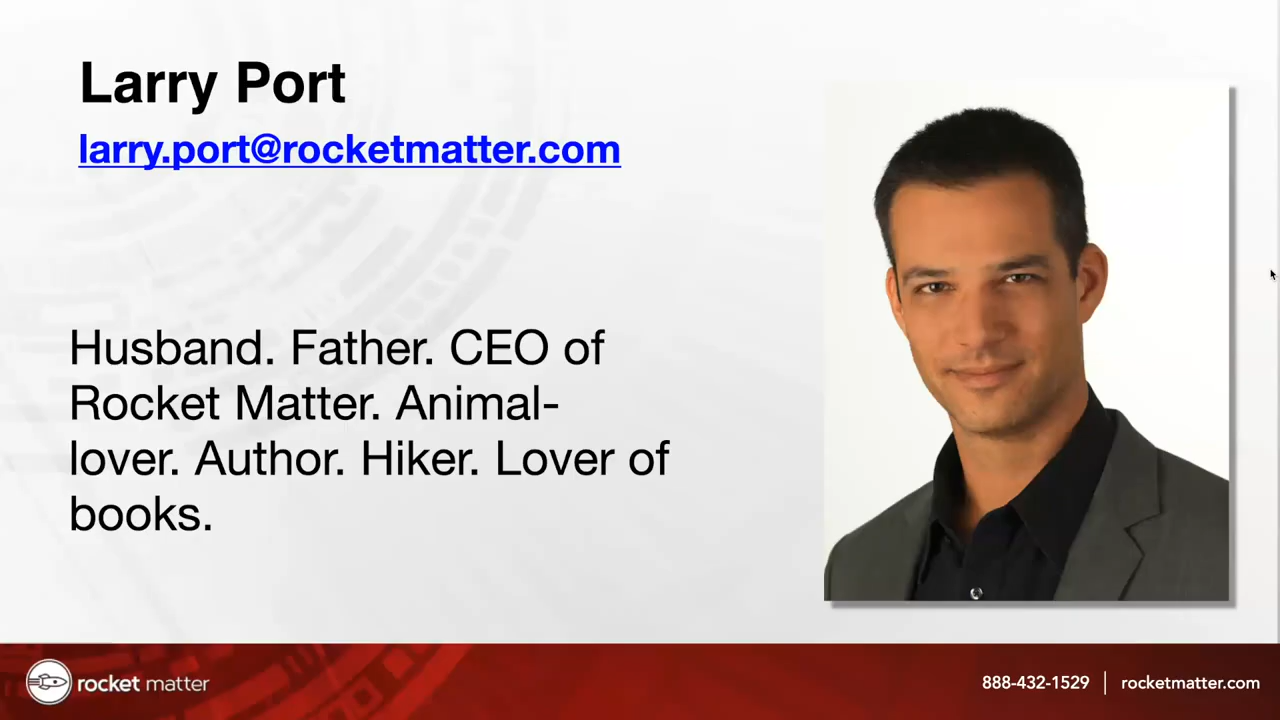 Larry Port
larry.port@rocketmatter.com
Husband. Father. CEO of
Rocket Matter. Animal-
lover. Author. Hiker. Lover of
books.
rocket matter
888-432-1529 | rocketmatter.com